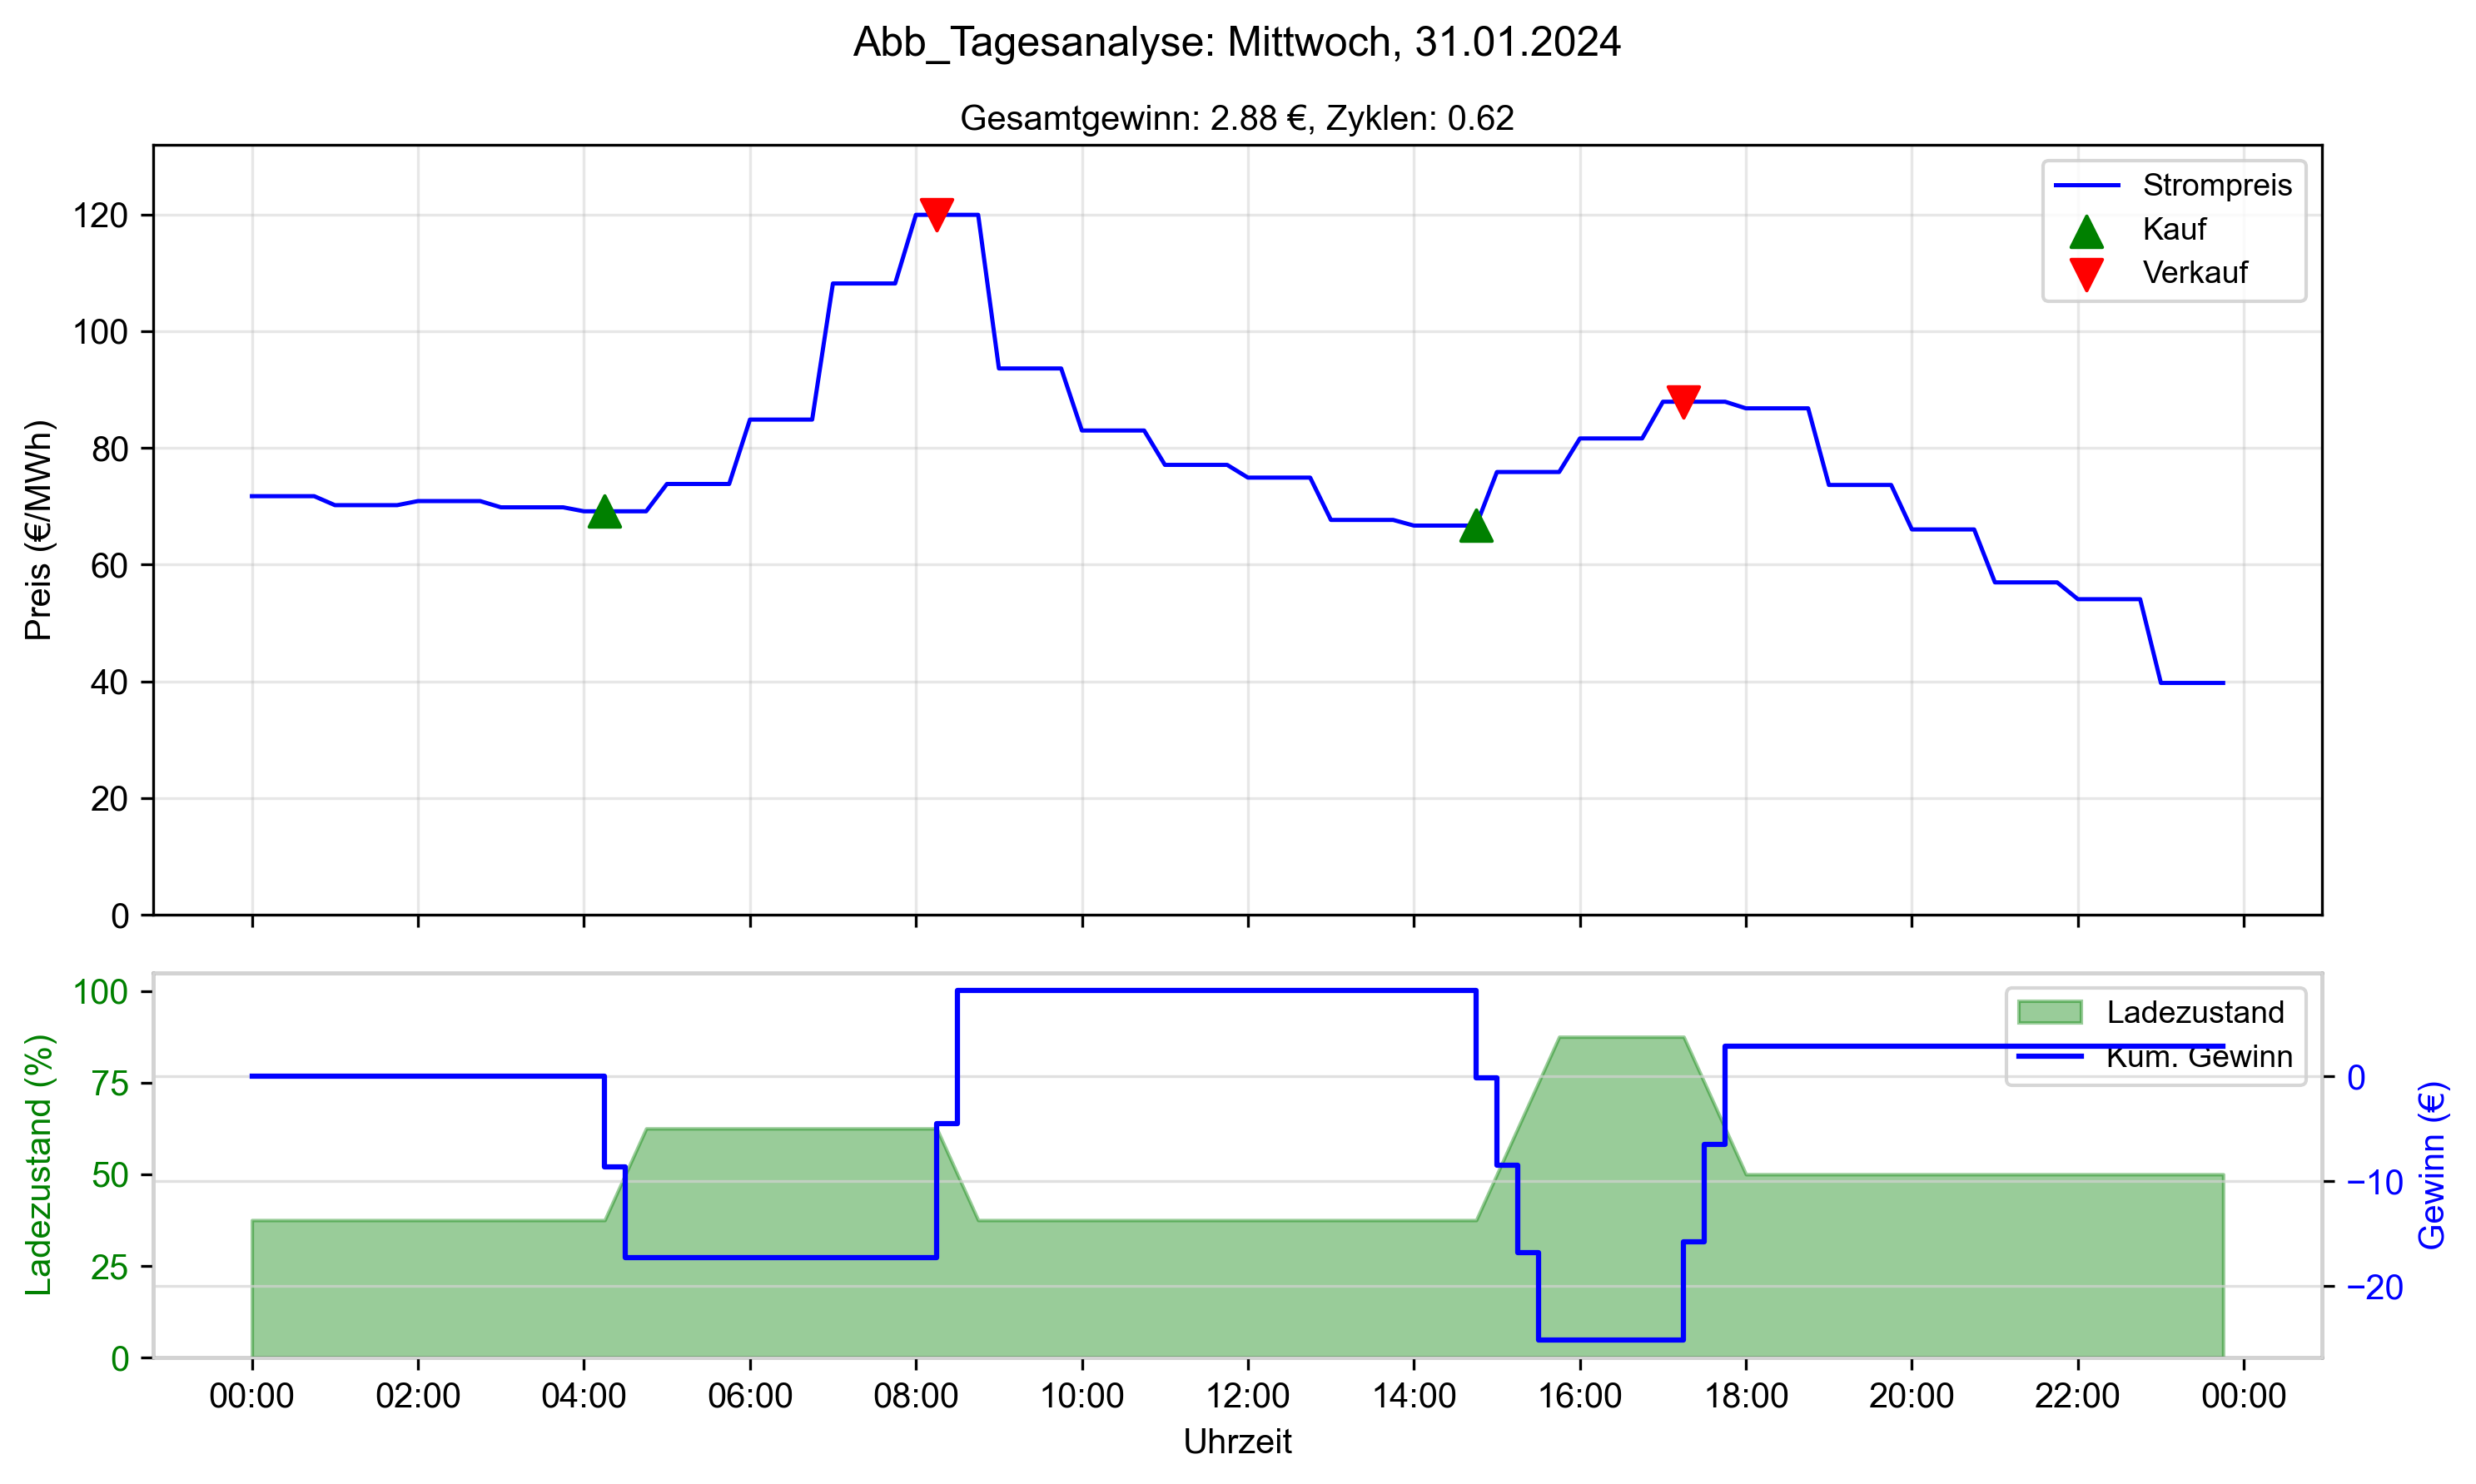 Abb_Tagesanalyse: Mittwoch, 31.01.2024
Gesamtgewinn: 2.88 €, Zyklen: 0.62
Preis (€/MWh)
120
100
80
60
40
20
0
Strompreis
Kauf
Verkauf
Ladezustand (%)
100
75
50
25
0
Ladezustand
Kum. Gewinn
0
−10
−20
Gewinn (€)
00:00 02:00 04:00 06:00 08:00 10:00 12:00 14:00 16:00 18:00 20:00 22:00 00:00
Uhrzeit